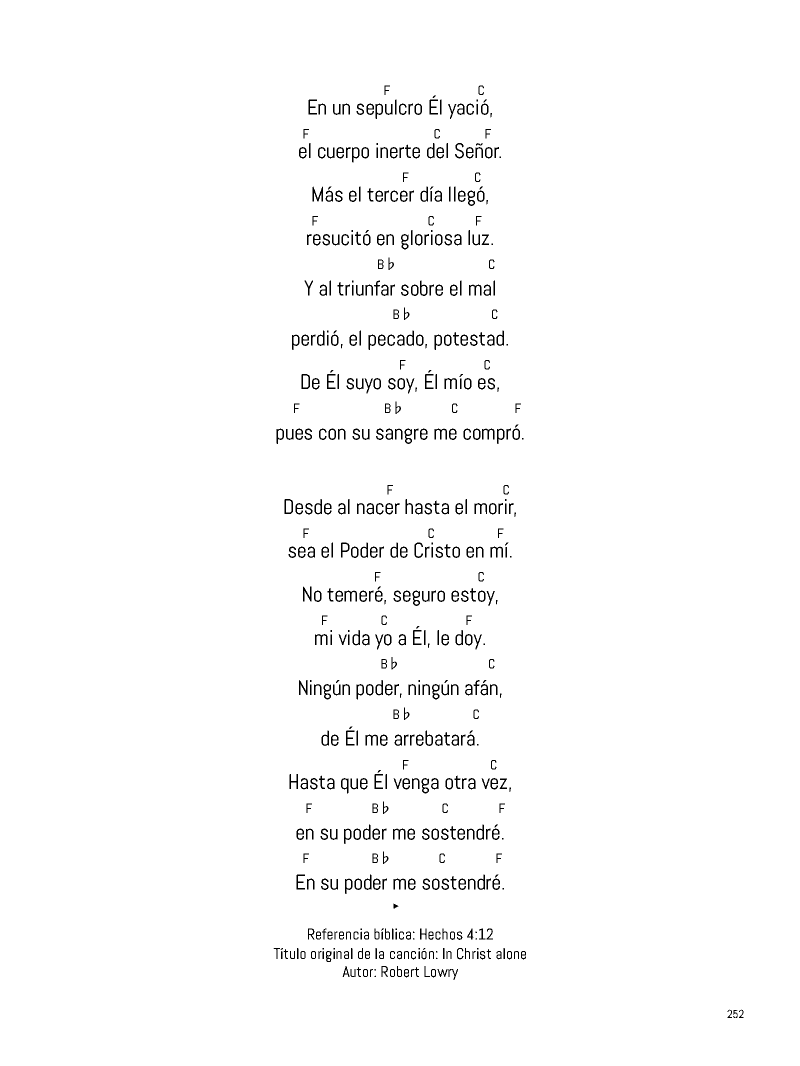 F C
En un sepulcro Él yació,
F C F
el cuerpo inerte del Señor.
F C
Más el tercer día llegó,
F C F
resucitó en gloriosa luz.
B♭ C
Y al triunfar sobre el mal
B♭ C
perdió, el pecado, potestad.
F C
De Él suyo soy, Él mío es,
F B♭ C F
pues con su sangre me compró.
F C
Desde al nacer hasta el morir,
F C F
sea el Poder de Cristo en mí.
F C
No temeré, seguro estoy,
F C F
mi vida yo a Él, le doy.
B♭ C
Ningún poder, ningún afán,
B♭ C
de Él me arrebatará.
F C
Hasta que Él venga otra vez,
F B♭ C F
en su poder me sostendré.
F B♭ C F
En su poder me sostendré.
Referencia bíblica: Hechos 4:12
Título original de la canción: In Christ alone
Autor: Robert Lowry
252